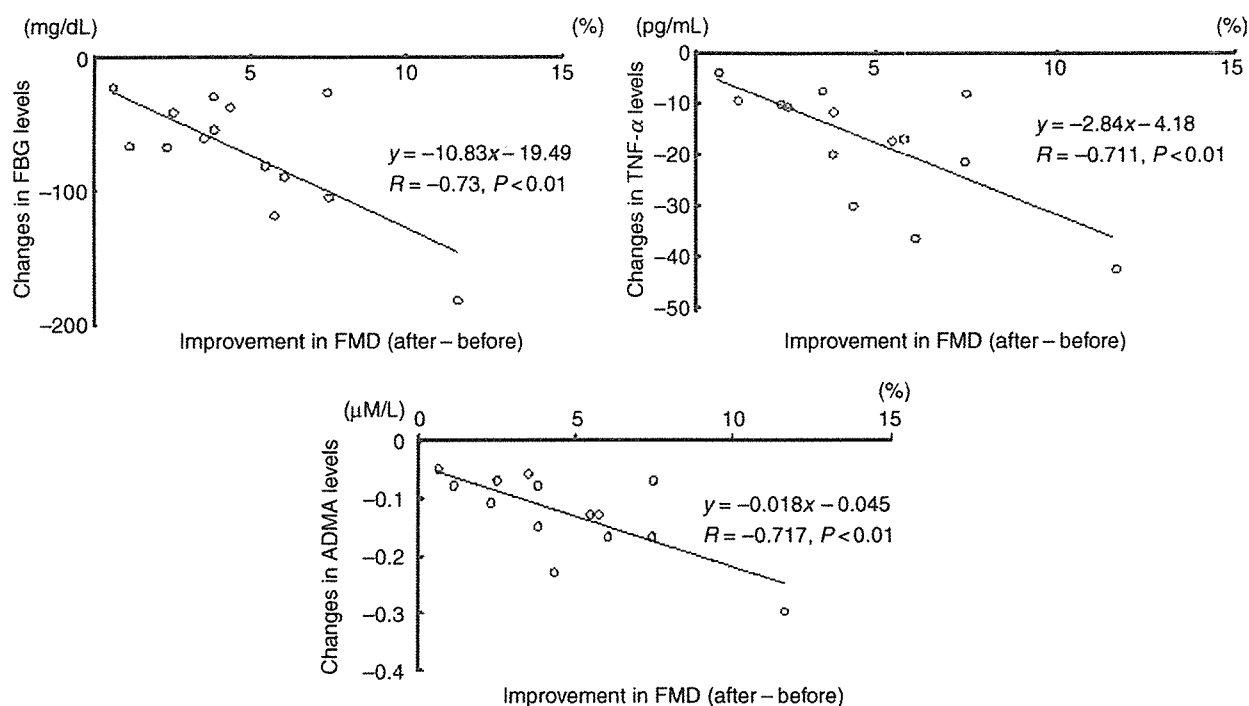 (mg/dL)
(%)
0
5
10
15
Changes in FBG levels
−100
−200
y = −10.83x − 19.49
R = −0.73, P < 0.01
Improvement in FMD (after – before)
(pg/mL)
(%)
0
5
10
15
Changes in TNF-α levels
−10
−20
−30
−40
−50
y = −2.84x − 4.18
R = −0.711, P < 0.01
Improvement in FMD (after – before)
(μM/L)
(%)
0
5
10
15
0
Changes in ADMA levels
−0.1
−0.2
−0.3
−0.4
y = −0.018x − 0.045
R = −0.717, P < 0.01
Improvement in FMD (after – before)